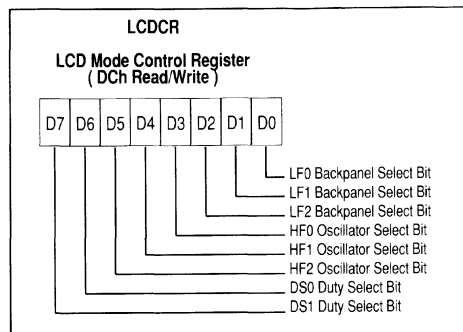 LCDCR
LCD Mode Control Register
( DCh Read/Write )
D7 D6 D5 D4 D3 D2 D1 D0
LF0 Backpanel Select Bit
LF1 Backpanel Select Bit
LF2 Backpanel Select Bit
HF0 Oscillator Select Bit
HF1 Oscillator Select Bit
HF2 Oscillator Select Bit
DS0 Duty Select Bit
DS1 Duty Select Bit